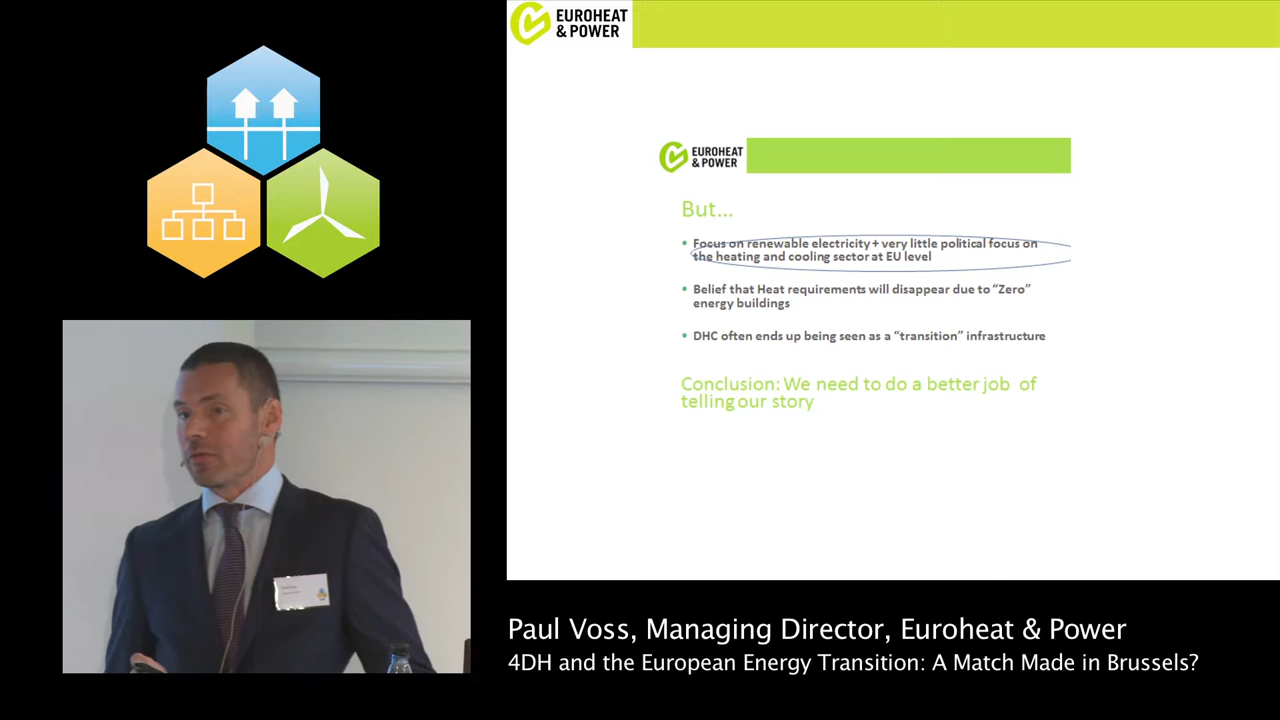 EUROHEAT
& POWER
EUROHEAT
& POWER
But...
• Focus on renewable electricity + very little political focus on
the heating and cooling sector at EU level
• Belief that Heat requirements will disappear due to “Zero”
energy buildings
• DHC often ends up being seen as a “transition” infrastructure
Conclusion: We need to do a better job of
telling our story
Paul Voss, Managing Director, Euroheat & Power
4DH and the European Energy Transition: A Match Made in Brussels?